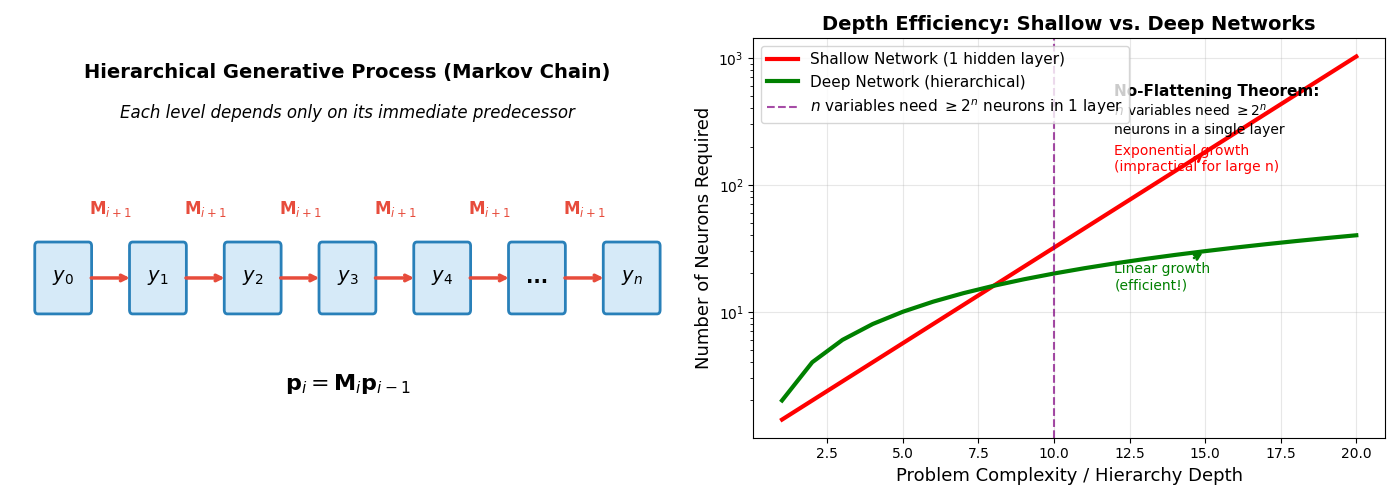 Hierarchical Generative Process (Markov Chain)
Each level depends only on its immediate predecessor
M_{i+1} M_{i+1} M_{i+1} M_{i+1} M_{i+1} M_{i+1}
y_0 y_1 y_2 y_3 y_4 ... y_n
p_i = M_i p_{i−1}
Depth Efficiency: Shallow vs. Deep Networks
Shallow Network (1 hidden layer)
Deep Network (hierarchical)
n variables need ≥2^n neurons in 1 layer
No-Flattening Theorem:
n variables need ≥2^n
neurons in a single layer
Exponential growth
(impractical for large n)
Linear growth
(efficient!)
Number of Neurons Required
10^3
10^2
10^1
2.5 5.0 7.5 10.0 12.5 15.0 17.5 20.0
Problem Complexity / Hierarchy Depth